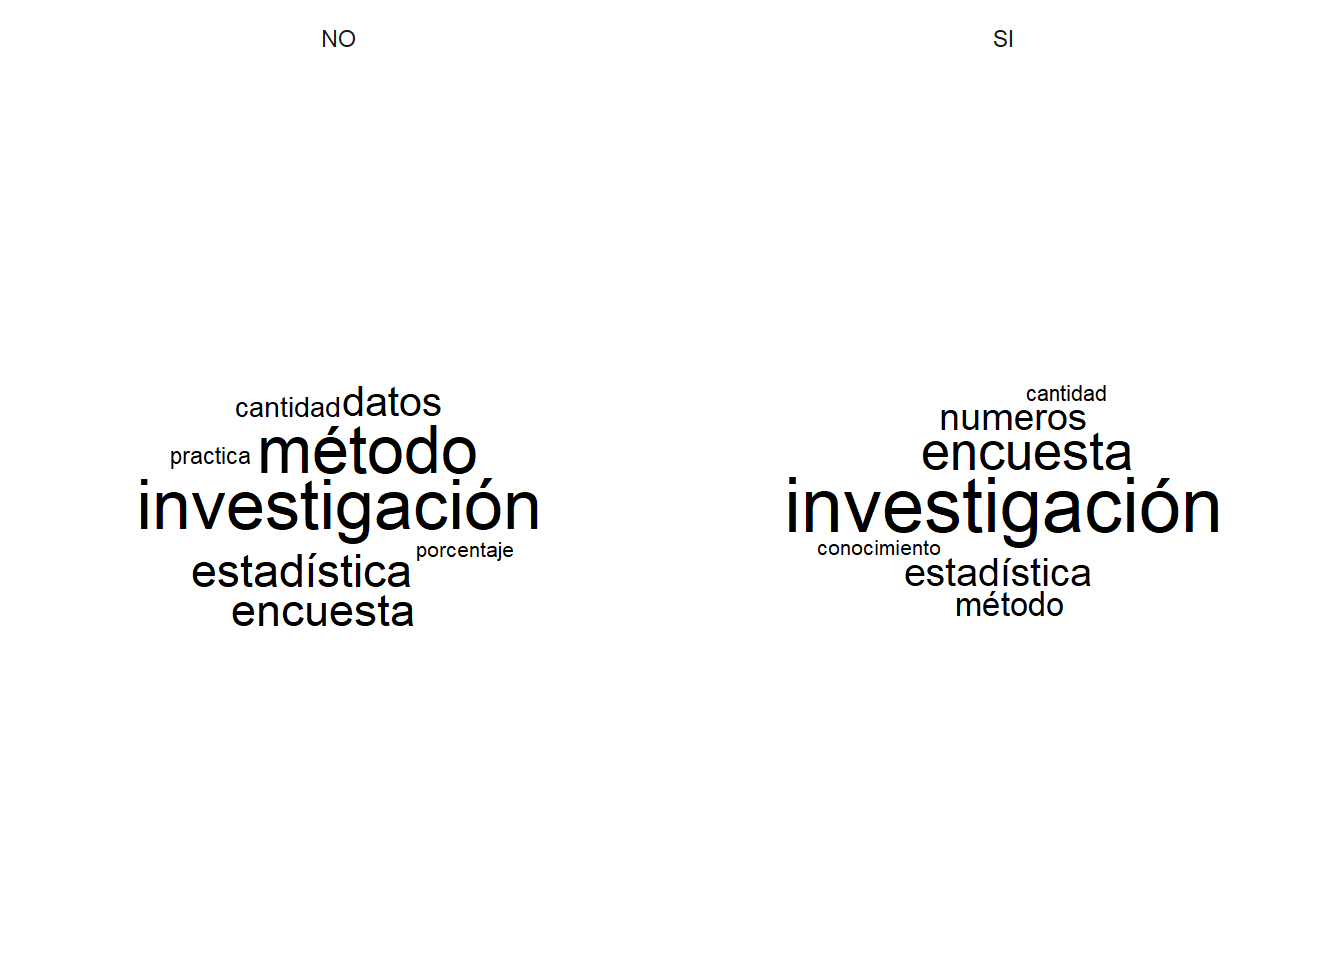 NO
cantidad datos
practica método
investigación
porcentaje
estadística
encuesta
SI
cantidad
numeros
encuesta
investigación
conocimiento
estadística
método